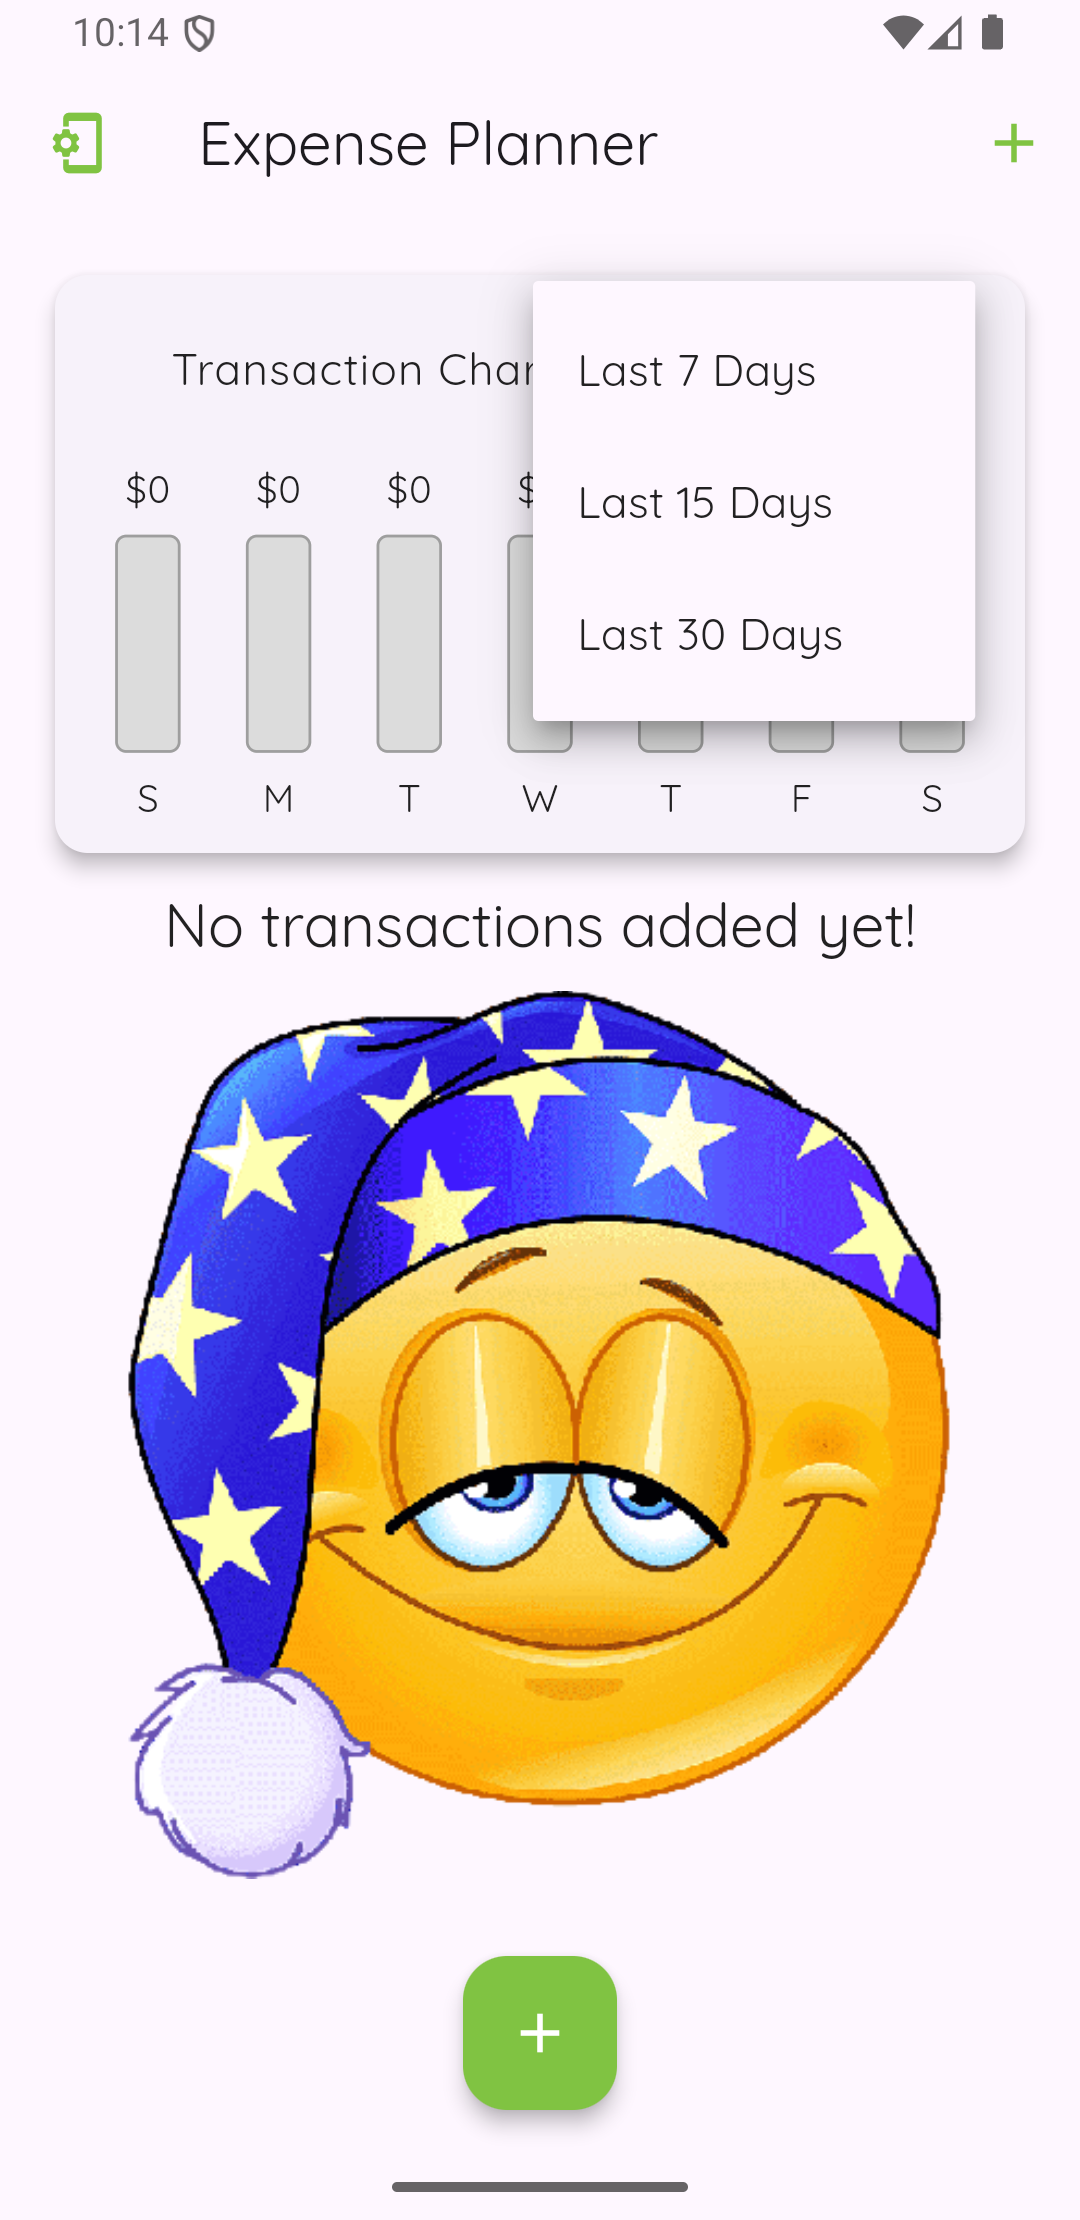 10:14
Expense Planner
Transaction Char
Last 7 Days
Last 15 Days
Last 30 Days
$0 $0 $0 $
S M T W T F S
No transactions added yet!
+